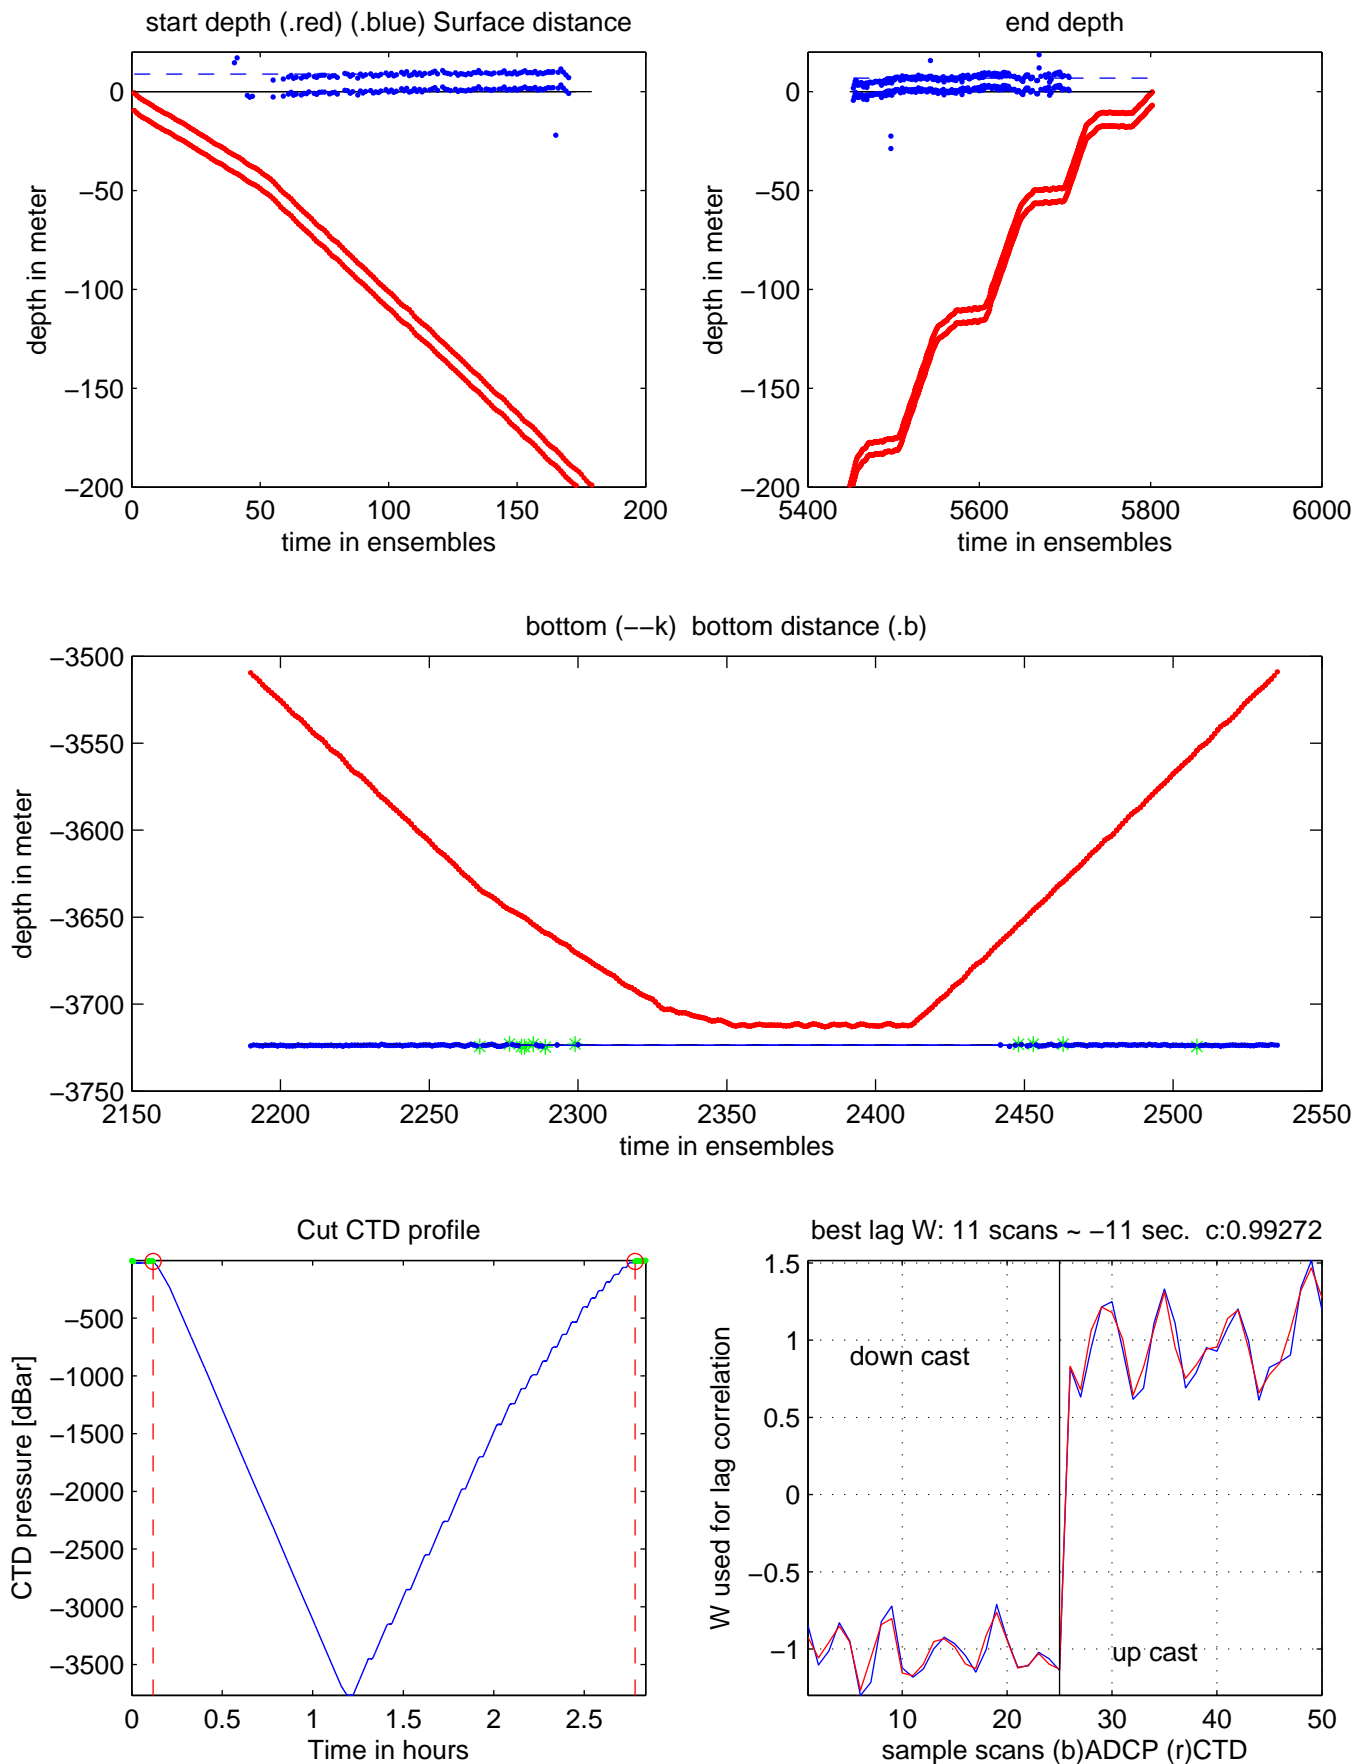 start depth (.red) (.blue) Surface distance
0
−50
−100
−150
−200
0 50 100 150 200
depth in meter
time in ensembles
end depth
0
−50
−100
−150
−200
5400 5600 5800 6000
depth in meter
time in ensembles
bottom (−−k) bottom distance (.b)
−3500
−3550
−3600
−3650
−3700
−3750
2150 2200 2250 2300 2350 2400 2450 2500 2550
depth in meter
time in ensembles
Cut CTD profile
−500
−1000
−1500
−2000
−2500
−3000
−3500
0 0.5 1 1.5 2 2.5
CTD pressure [dBar]
Time in hours
best lag W: 11 scans ~ −11 sec. c:0.99272
1.5
1
0.5
0
−0.5
−1
10 20 30 40 50
down cast
up cast
W used for lag correlation
sample scans (b)ADCP (r)CTD